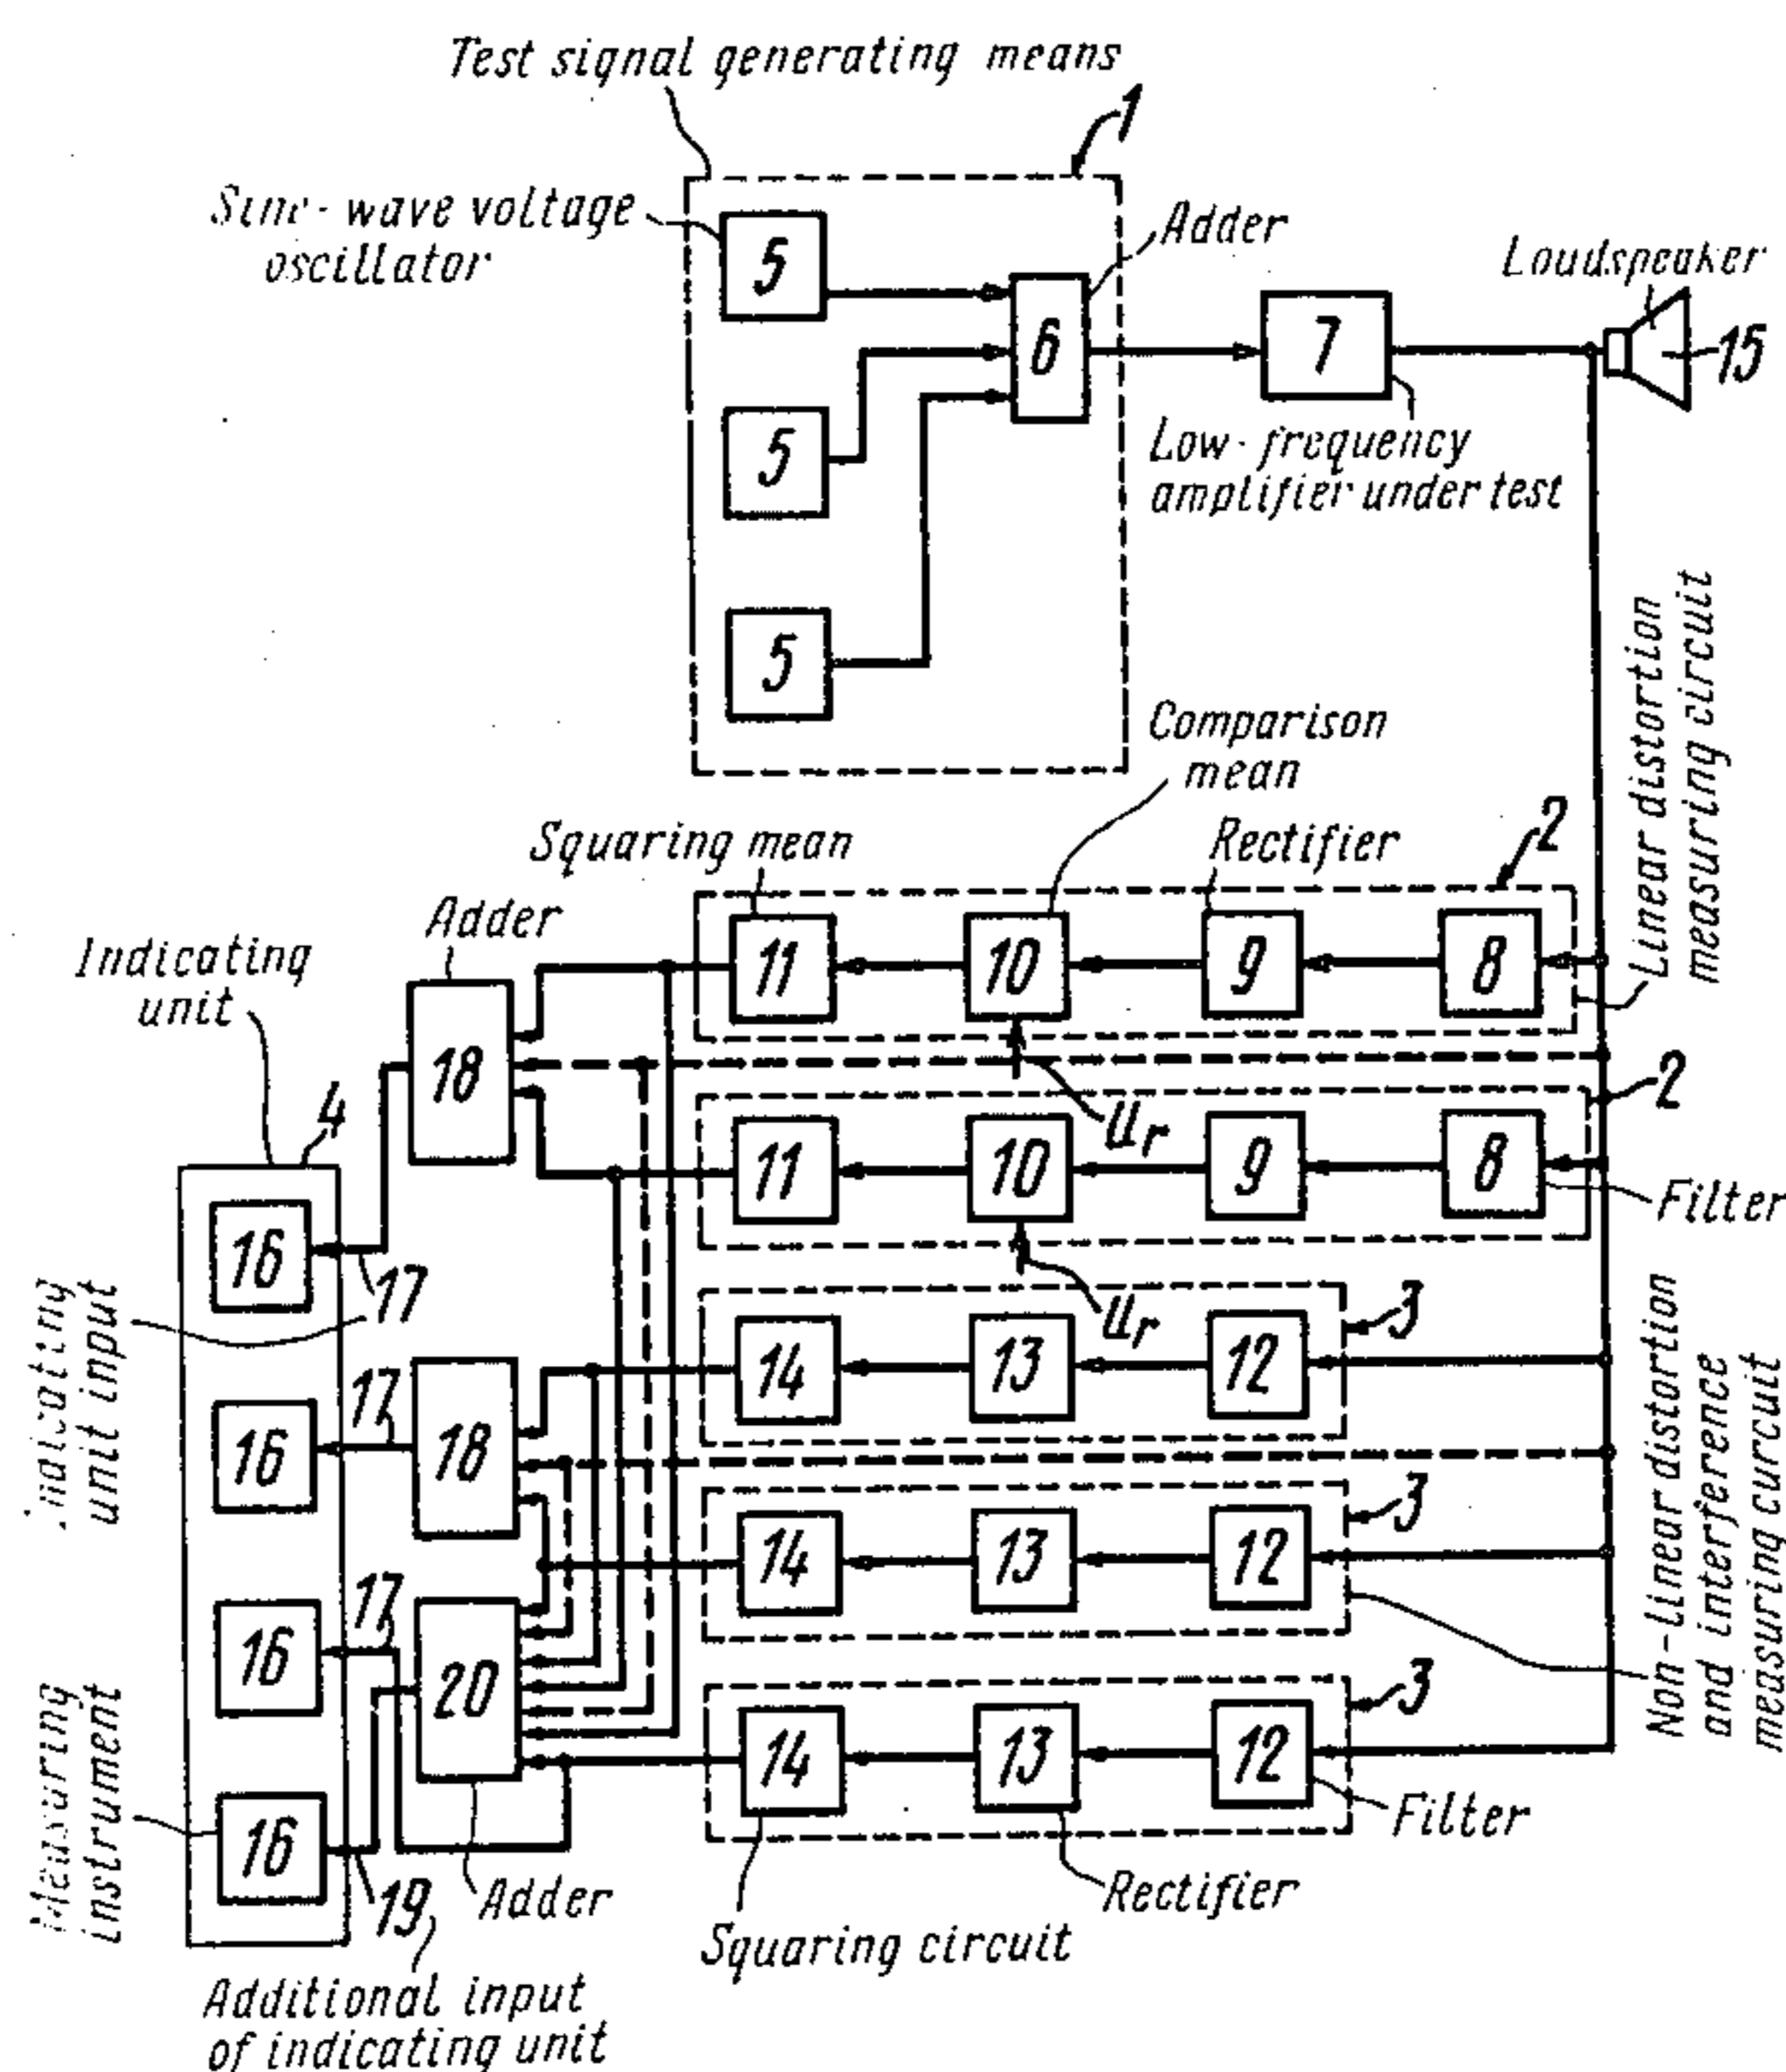 Test signal generating means
1
Sine-wave voltage
oscillator
Adder
Loudspeaker
5
6
7
15
5
Low-frequency
amplifier under test
5
Linear distortion
measuring circuit
Comparison
mean
Squaring mean
Rectifier
2
Adder
Indicating
unit
11
10
9
8
18
2
4
Ur
11
10
9
8
Filter
16
17
Indicating
unit input
Ur
3
14
13
12
17
16
18
3
Non-linear distortion
and interference
measuring curcuit
14
13
12
17
16
20
3
Measuring
instrument
14
13
12
16
Filter
19
Adder
Rectifier
Squaring circuit
Additional input
of indicating unit